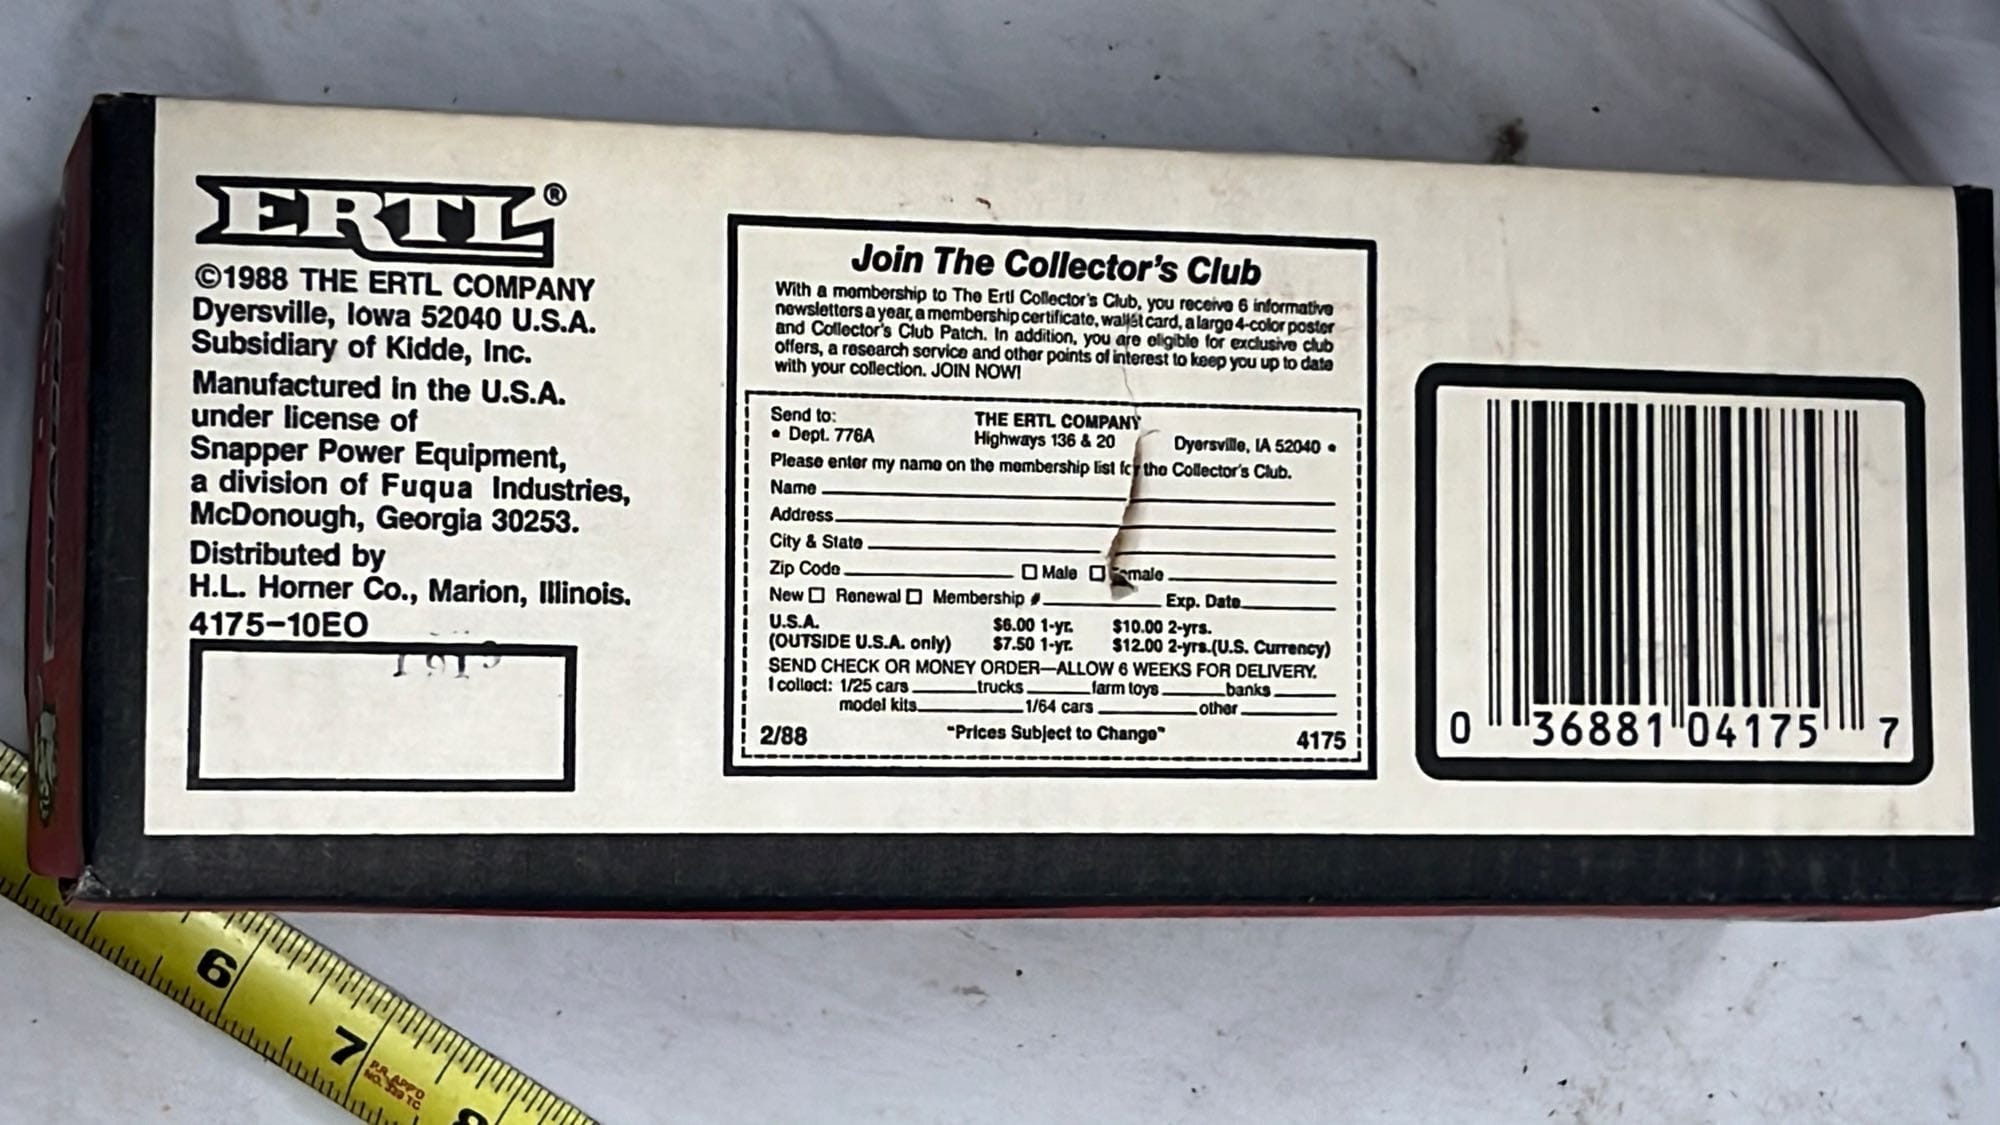 ERTL®
©1988 THE ERTL COMPANY
Dyersville, Iowa 52040 U.S.A.
Subsidiary of Kidde, Inc.
Manufactured in the U.S.A.
under license of
Snapper Power Equipment,
a division of Fuqua Industries,
McDonough, Georgia 30253.
Distributed by
H.L. Horner Co., Marion, Illinois.
4175-10EO
Join The Collector's Club
With a membership to The Ertl Collector's Club, you receive 6 informative
newsletters a year, a membership certificate, wallet card, a large 4-color poster
and Collector's Club Patch. In addition, you are eligible for exclusive club
offers, a research service and other points of interest to keep you up to date
with your collection. JOIN NOW!
Send to: THE ERTL COMPANY
• Dept. 776A Highways 136 & 20 Dyersville, IA 52040 •
Please enter my name on the membership list for the Collector's Club.
Name
Address
City & State
Zip Code Male Female
New Renewal Membership # Exp. Date
U.S.A. $6.00 1-yr. $10.00 2-yrs.
(OUTSIDE U.S.A. only) $7.50 1-yr. $12.00 2-yrs.(U.S. Currency)
SEND CHECK OR MONEY ORDER—ALLOW 6 WEEKS FOR DELIVERY.
I collect: 1/25 cars trucks farm toys banks
model kits 1/64 cars other
2/88 "Prices Subject to Change" 4175
0 36881 04175 7
6
7
P.R. APP'D
8